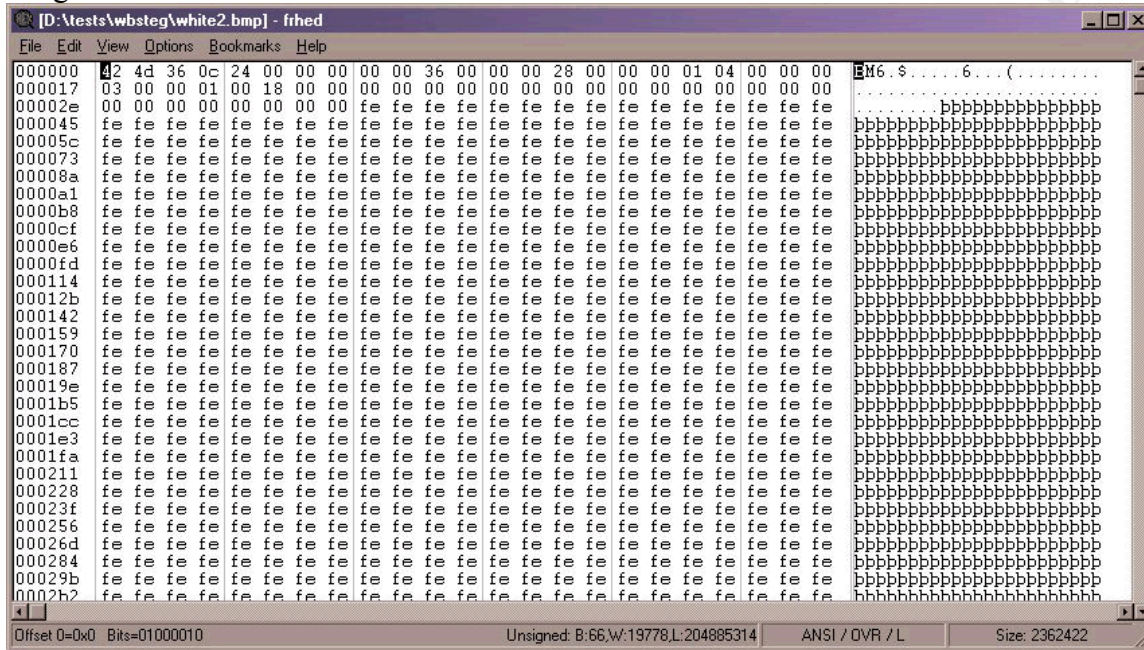 [D:\tests\wbsteg\white2.bmp] - frhed
File Edit View Options Bookmarks Help
000000 42 4d 36 0c 24 00 00 00 00 00 36 00 00 00 28 00 00 00 01 04 00 00 00 BM6.$.....6...(........
000017 03 00 00 01 00 18 00 00 00 00 00 00 00 00 00 00 00 00 00 00 00 00 00 .......................
00002e 00 00 00 00 00 00 00 00 fe fe fe fe fe fe fe fe fe fe fe fe fe fe fe ........þþþþþþþþþþþþþþþ
000045 fe fe fe fe fe fe fe fe fe fe fe fe fe fe fe fe fe fe fe fe fe fe fe þþþþþþþþþþþþþþþþþþþþþþþ
00005c fe fe fe fe fe fe fe fe fe fe fe fe fe fe fe fe fe fe fe fe fe fe fe þþþþþþþþþþþþþþþþþþþþþþþ
000073 fe fe fe fe fe fe fe fe fe fe fe fe fe fe fe fe fe fe fe fe fe fe fe þþþþþþþþþþþþþþþþþþþþþþþ
00008a fe fe fe fe fe fe fe fe fe fe fe fe fe fe fe fe fe fe fe fe fe fe fe þþþþþþþþþþþþþþþþþþþþþþþ
0000a1 fe fe fe fe fe fe fe fe fe fe fe fe fe fe fe fe fe fe fe fe fe fe fe þþþþþþþþþþþþþþþþþþþþþþþ
0000b8 fe fe fe fe fe fe fe fe fe fe fe fe fe fe fe fe fe fe fe fe fe fe fe þþþþþþþþþþþþþþþþþþþþþþþ
0000cf fe fe fe fe fe fe fe fe fe fe fe fe fe fe fe fe fe fe fe fe fe fe fe þþþþþþþþþþþþþþþþþþþþþþþ
0000e6 fe fe fe fe fe fe fe fe fe fe fe fe fe fe fe fe fe fe fe fe fe fe fe þþþþþþþþþþþþþþþþþþþþþþþ
0000fd fe fe fe fe fe fe fe fe fe fe fe fe fe fe fe fe fe fe fe fe fe fe fe þþþþþþþþþþþþþþþþþþþþþþþ
000114 fe fe fe fe fe fe fe fe fe fe fe fe fe fe fe fe fe fe fe fe fe fe fe þþþþþþþþþþþþþþþþþþþþþþþ
00012b fe fe fe fe fe fe fe fe fe fe fe fe fe fe fe fe fe fe fe fe fe fe fe þþþþþþþþþþþþþþþþþþþþþþþ
000142 fe fe fe fe fe fe fe fe fe fe fe fe fe fe fe fe fe fe fe fe fe fe fe þþþþþþþþþþþþþþþþþþþþþþþ
000159 fe fe fe fe fe fe fe fe fe fe fe fe fe fe fe fe fe fe fe fe fe fe fe þþþþþþþþþþþþþþþþþþþþþþþ
000170 fe fe fe fe fe fe fe fe fe fe fe fe fe fe fe fe fe fe fe fe fe fe fe þþþþþþþþþþþþþþþþþþþþþþþ
000187 fe fe fe fe fe fe fe fe fe fe fe fe fe fe fe fe fe fe fe fe fe fe fe þþþþþþþþþþþþþþþþþþþþþþþ
00019e fe fe fe fe fe fe fe fe fe fe fe fe fe fe fe fe fe fe fe fe fe fe fe þþþþþþþþþþþþþþþþþþþþþþþ
0001b5 fe fe fe fe fe fe fe fe fe fe fe fe fe fe fe fe fe fe fe fe fe fe fe þþþþþþþþþþþþþþþþþþþþþþþ
0001cc fe fe fe fe fe fe fe fe fe fe fe fe fe fe fe fe fe fe fe fe fe fe fe þþþþþþþþþþþþþþþþþþþþþþþ
0001e3 fe fe fe fe fe fe fe fe fe fe fe fe fe fe fe fe fe fe fe fe fe fe fe þþþþþþþþþþþþþþþþþþþþþþþ
0001fa fe fe fe fe fe fe fe fe fe fe fe fe fe fe fe fe fe fe fe fe fe fe fe þþþþþþþþþþþþþþþþþþþþþþþ
000211 fe fe fe fe fe fe fe fe fe fe fe fe fe fe fe fe fe fe fe fe fe fe fe þþþþþþþþþþþþþþþþþþþþþþþ
000228 fe fe fe fe fe fe fe fe fe fe fe fe fe fe fe fe fe fe fe fe fe fe fe þþþþþþþþþþþþþþþþþþþþþþþ
00023f fe fe fe fe fe fe fe fe fe fe fe fe fe fe fe fe fe fe fe fe fe fe fe þþþþþþþþþþþþþþþþþþþþþþþ
000256 fe fe fe fe fe fe fe fe fe fe fe fe fe fe fe fe fe fe fe fe fe fe fe þþþþþþþþþþþþþþþþþþþþþþþ
00026d fe fe fe fe fe fe fe fe fe fe fe fe fe fe fe fe fe fe fe fe fe fe fe þþþþþþþþþþþþþþþþþþþþþþþ
000284 fe fe fe fe fe fe fe fe fe fe fe fe fe fe fe fe fe fe fe fe fe fe fe þþþþþþþþþþþþþþþþþþþþþþþ
00029b fe fe fe fe fe fe fe fe fe fe fe fe fe fe fe fe fe fe fe fe fe fe fe þþþþþþþþþþþþþþþþþþþþþþþ
0002b2 fe fe fe fe fe fe fe fe fe fe fe fe fe fe fe fe fe fe fe fe fe fe fe þþþþþþþþþþþþþþþþþþþþþþþ
Offset 0=0x0 Bits=01000010 Unsigned: B:66,W:19778,L:204885314 ANSI / OVR / L Size: 2362422